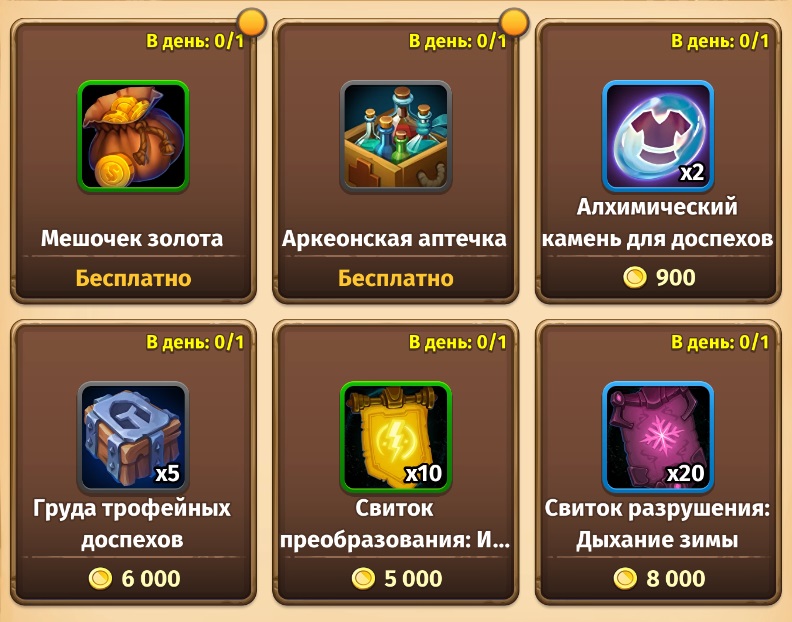 В день: 0/1
Мешочек золота
Бесплатно
В день: 0/1
Аркеонская аптечка
Бесплатно
В день: 0/1
x2
Алхимический
камень для доспехов
900
В день: 0/1
x5
Груда трофейных
доспехов
6 000
В день: 0/1
x10
Свиток
преобразования: И...
5 000
В день: 0/1
x20
Свиток разрушения:
Дыхание зимы
8 000